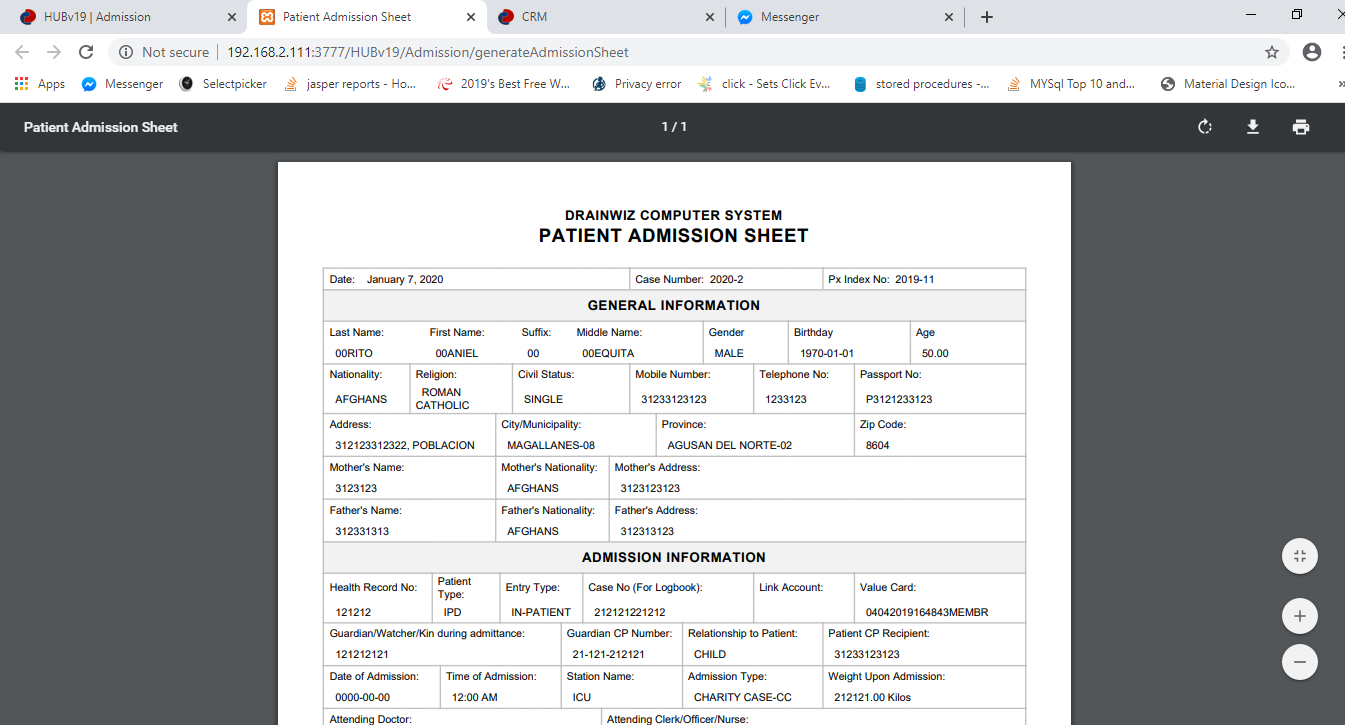 HUBv19 | Admission
Patient Admission Sheet
CRM
Messenger
Not secure
192.168.2.111:3777/HUBv19/Admission/generateAdmissionSheet
Apps
Messenger
Selectpicker
jasper reports - Ho...
2019's Best Free W...
Privacy error
click - Sets Click Ev...
stored procedures -...
MYSql Top 10 and...
Material Design Ico...
Patient Admission Sheet
1 / 1
DRAINWIZ COMPUTER SYSTEM
PATIENT ADMISSION SHEET
Date: January 7, 2020 Case Number: 2020-2 Px Index No: 2019-11
GENERAL INFORMATION
Last Name: First Name: Suffix: Middle Name: Gender Birthday Age
00RITO 00ANIEL 00 00EQUITA MALE 1970-01-01 50.00
Nationality: Religion: Civil Status: Mobile Number: Telephone No: Passport No:
AFGHANS ROMAN CATHOLIC SINGLE 31233123123 1233123 P3121233123
Address: City/Municipality: Province: Zip Code:
312123312322, POBLACION MAGALLANES-08 AGUSAN DEL NORTE-02 8604
Mother's Name: Mother's Nationality: Mother's Address:
3123123 AFGHANS 3123123123
Father's Name: Father's Nationality: Father's Address:
312331313 AFGHANS 312313123
ADMISSION INFORMATION
Health Record No: Patient Type: Entry Type: Case No (For Logbook): Link Account: Value Card:
121212 IPD IN-PATIENT 212121221212 04042019164843MEMBR
Guardian/Watcher/Kin during admittance: Guardian CP Number: Relationship to Patient: Patient CP Recipient:
121212121 21-121-212121 CHILD 31233123123
Date of Admission: Time of Admission: Station Name: Admission Type: Weight Upon Admission:
0000-00-00 12:00 AM ICU CHARITY CASE-CC 212121.00 Kilos
Attending Doctor: Attending Clerk/Officer/Nurse: